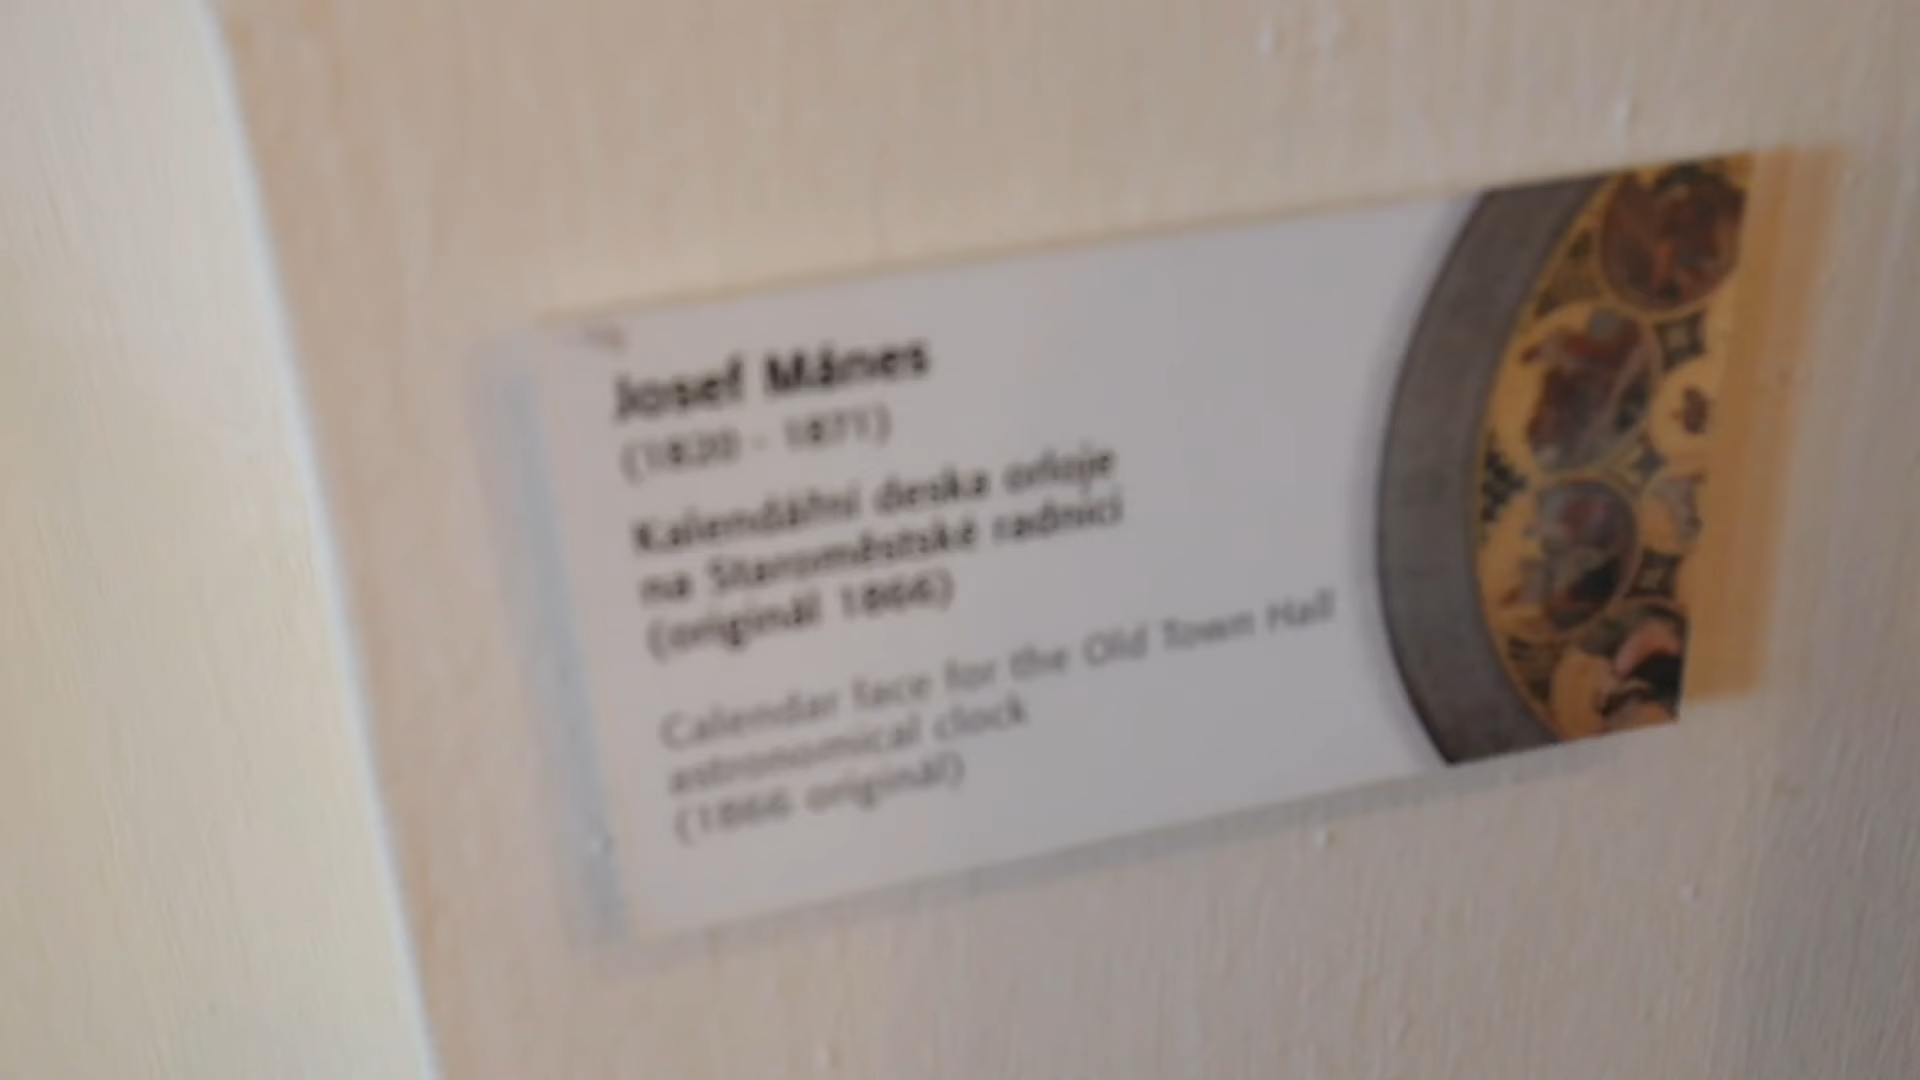 Josef Mánes
(1820 - 1871)
Kalendářní deska orloje
na Staroměstské radnici
(originál 1866)
Calendar face for the Old Town Hall
astronomical clock
(1866 originál)